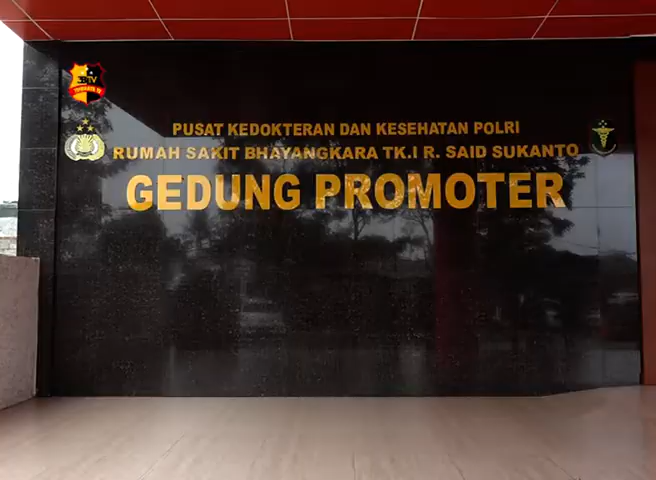 PUSAT KEDOKTERAN DAN KESEHATAN POLRI
RUMAH SAKIT BHAYANGKARA TK.I R. SAID SUKANTO
GEDUNG PROMOTER